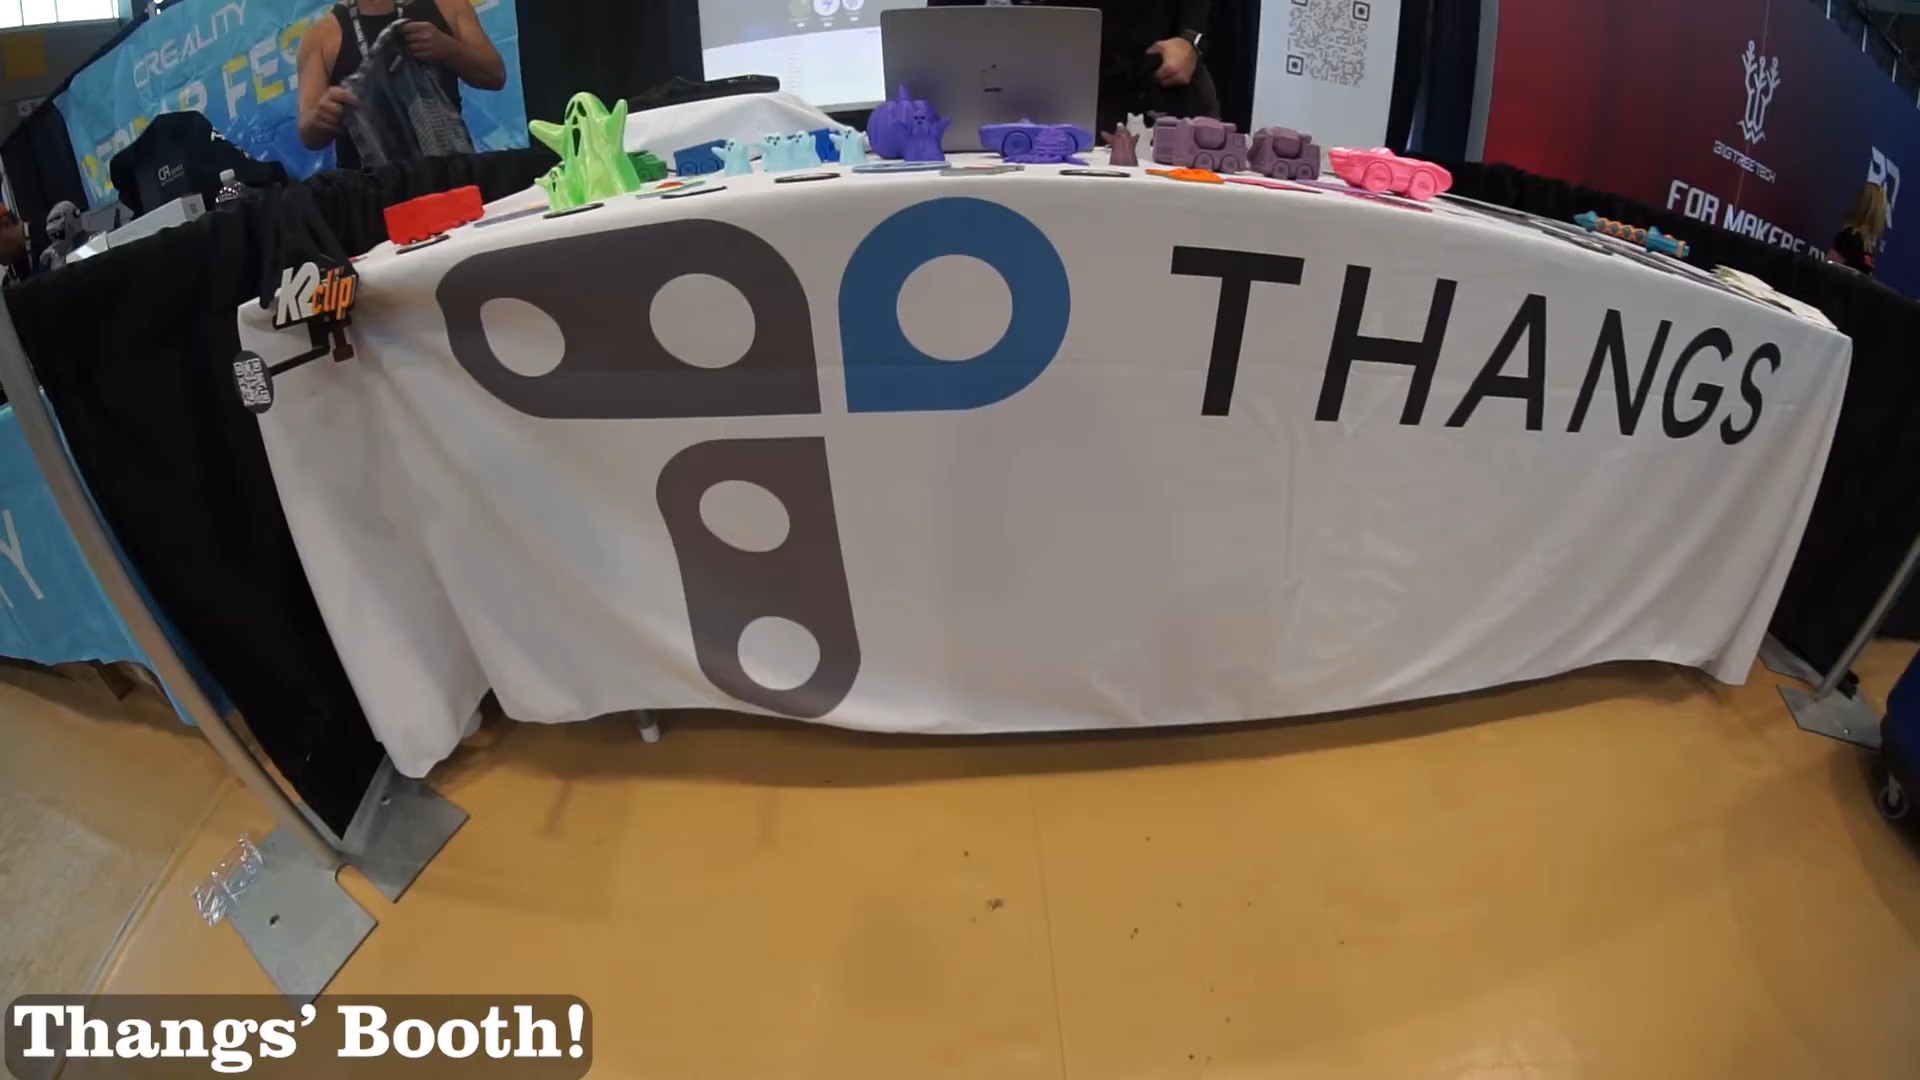 CREALITY
BIGTREETECH
FOR MAKERS
K2
clip
THANGS
Thangs’ Booth!